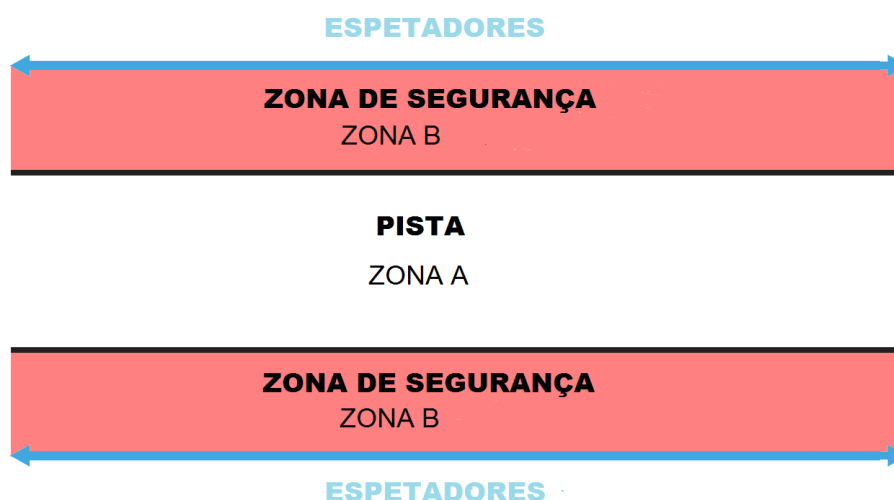 ESPETADORES
ZONA DE SEGURANÇA
ZONA B
PISTA
ZONA A
ZONA DE SEGURANÇA
ZONA B
ESPETADORES